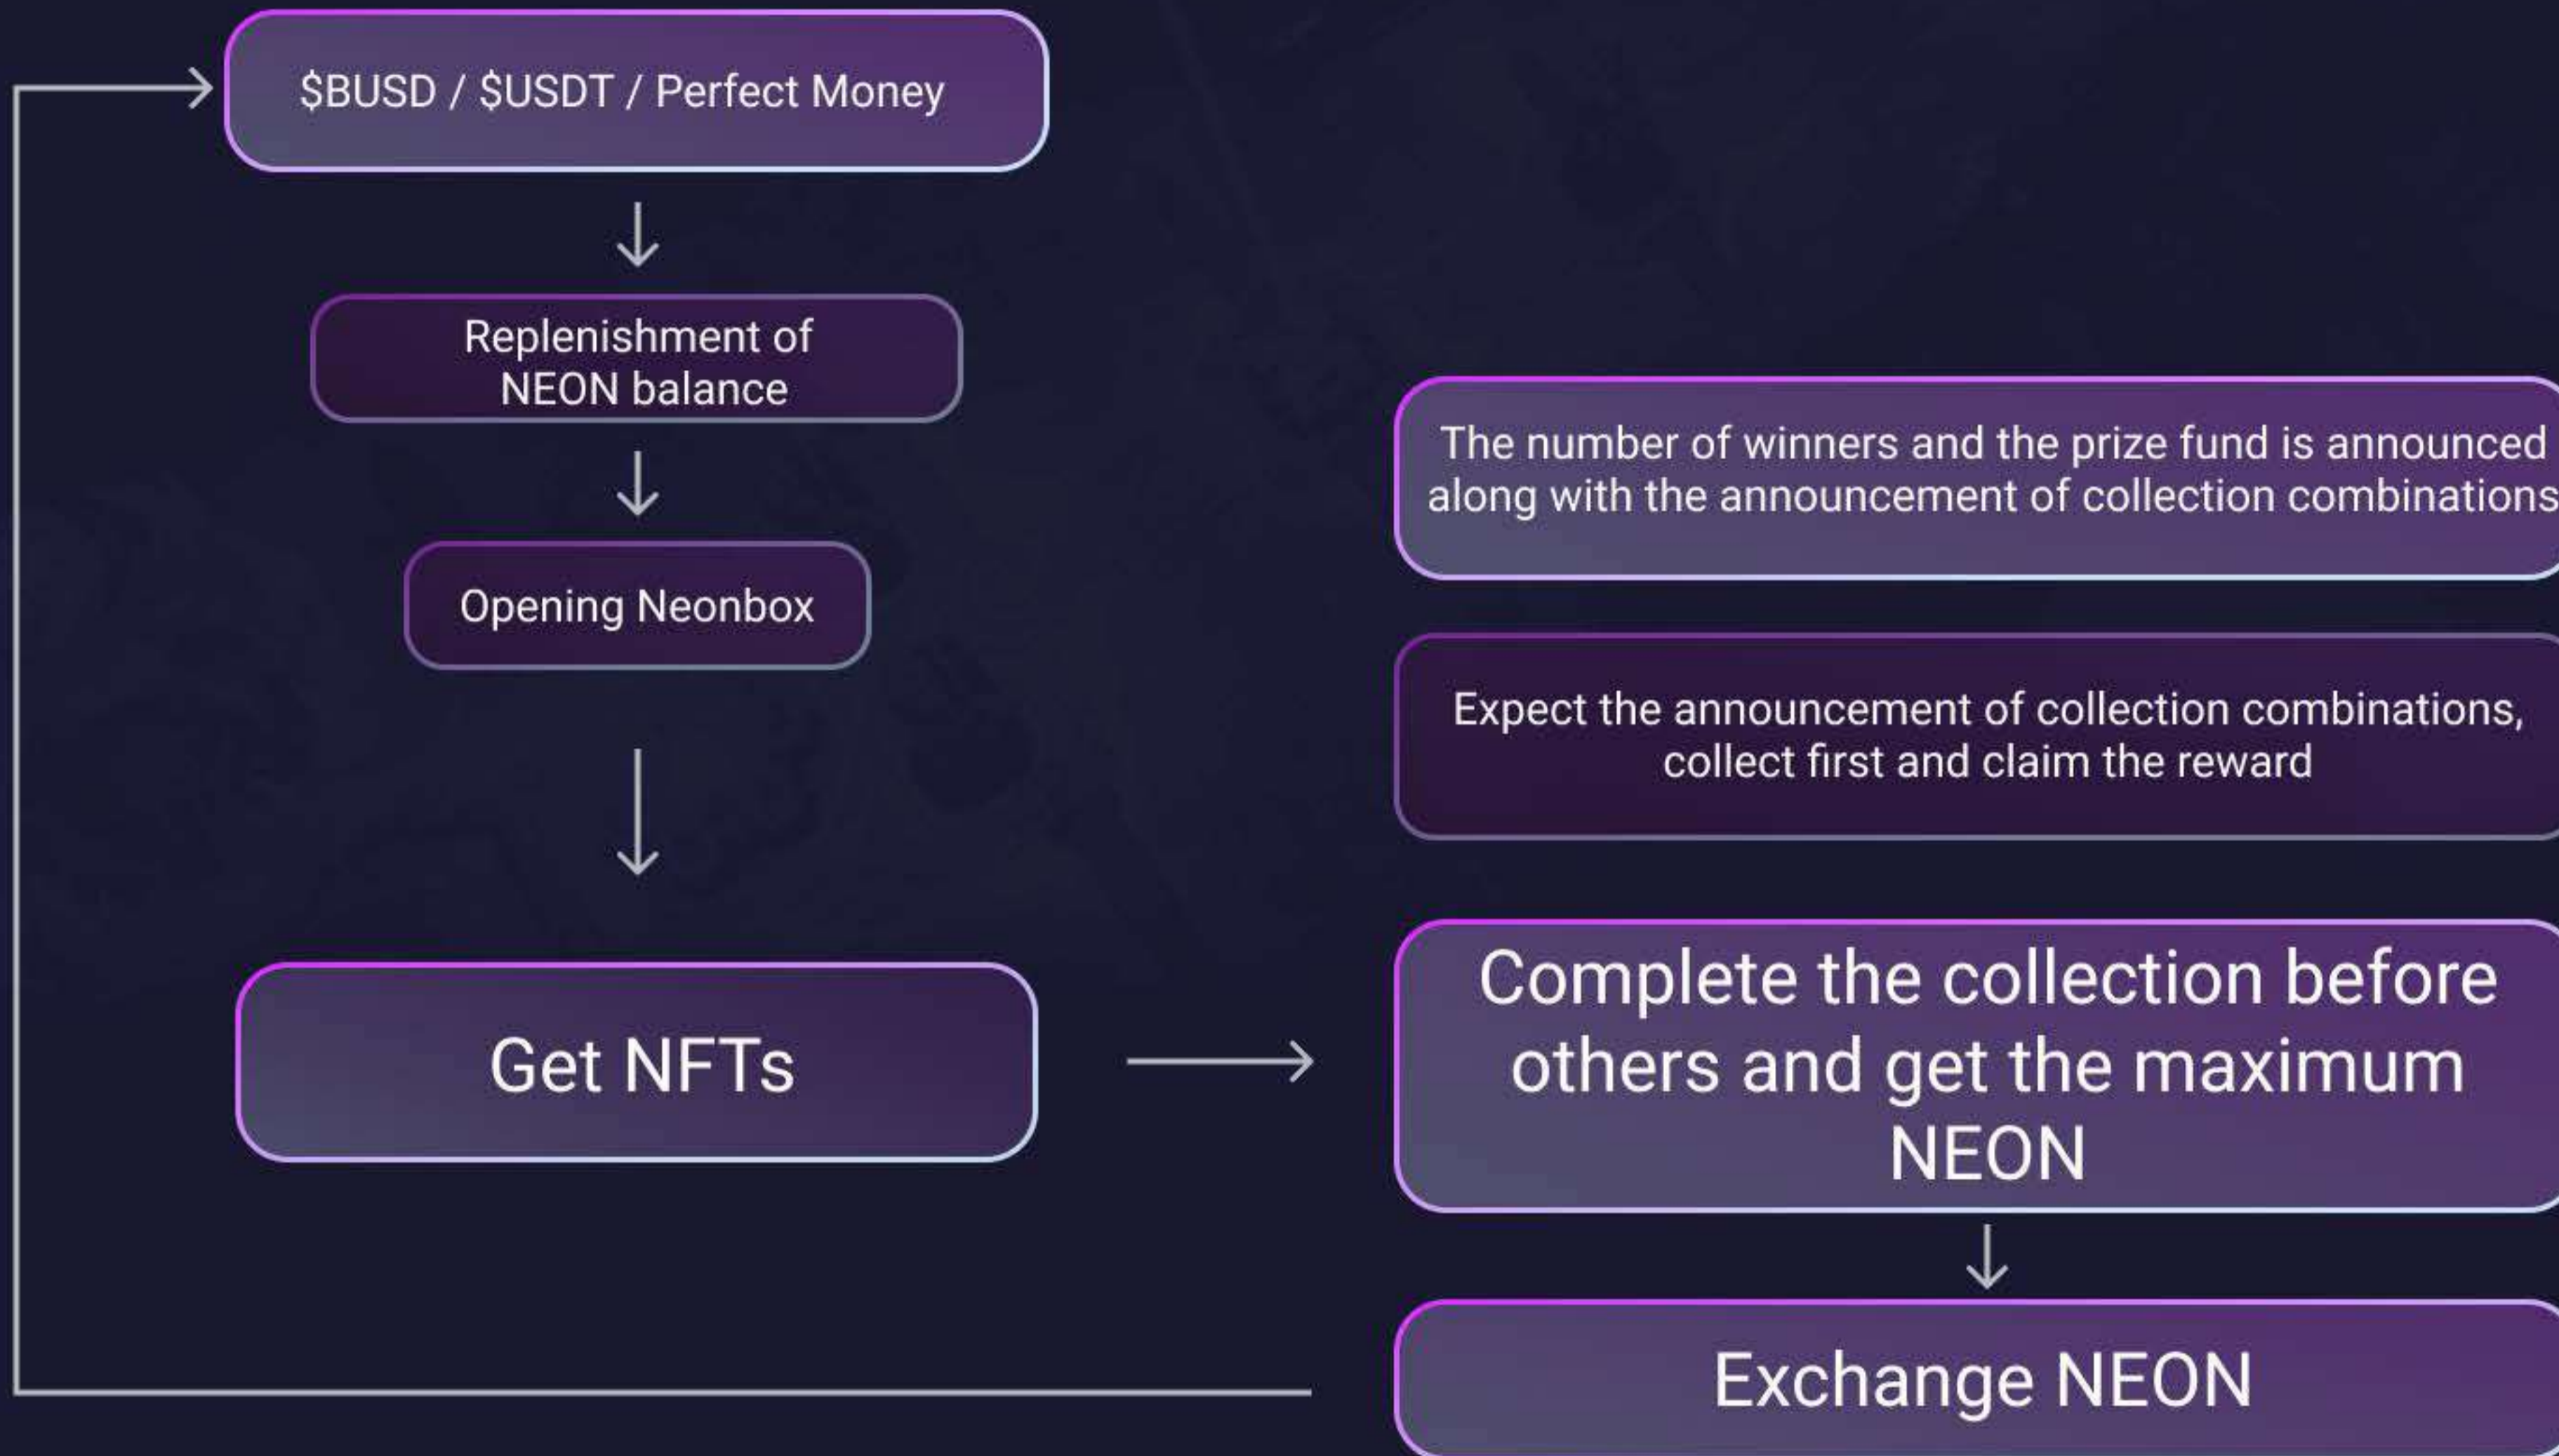 $BUSD / $USDT / Perfect Money
Replenishment of
NEON balance
Opening Neonbox
Get NFTs
The number of winners and the prize fund is announced
along with the announcement of collection combinations
Expect the announcement of collection combinations,
collect first and claim the reward
Complete the collection before
others and get the maximum
NEON
Exchange NEON